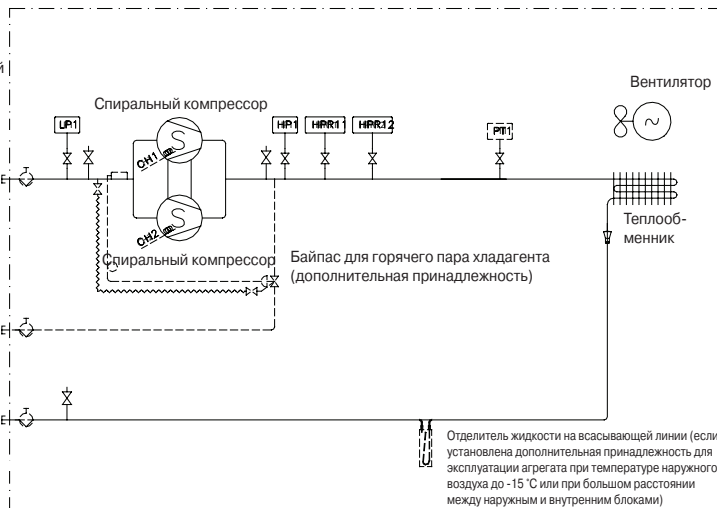 й
Вентилятор
Спиральный компрессор
LP1
HP1
HPR11
HPR12
PT1
CH1
E
CH2
Теплооб-
менник
Спиральный компрессор
Байпас для горячего пара хладагента
(дополнительная принадлежность)
E
E
Отделитель жидкости на всасывающей линии (если
установлена дополнительная принадлежность для
эксплуатации агрегата при температуре наружного
воздуха до -15 °C или при большом расстоянии
между наружным и внутренним блоками)